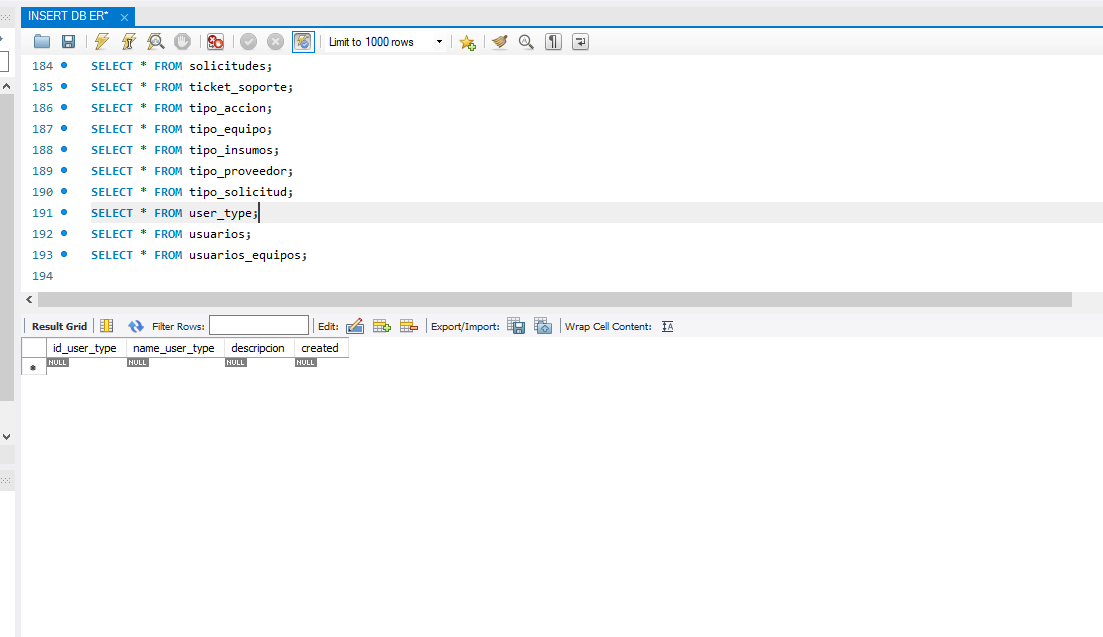 INSERT DB ER*
Limit to 1000 rows
184 SELECT * FROM solicitudes;
185 SELECT * FROM ticket_soporte;
186 SELECT * FROM tipo_accion;
187 SELECT * FROM tipo_equipo;
188 SELECT * FROM tipo_insumos;
189 SELECT * FROM tipo_proveedor;
190 SELECT * FROM tipo_solicitud;
191 SELECT * FROM user_type;
192 SELECT * FROM usuarios;
193 SELECT * FROM usuarios_equipos;
194
Result Grid Filter Rows: Edit: Export/Import: Wrap Cell Content:
id_user_type name_user_type descripcion created
NULL NULL NULL NULL